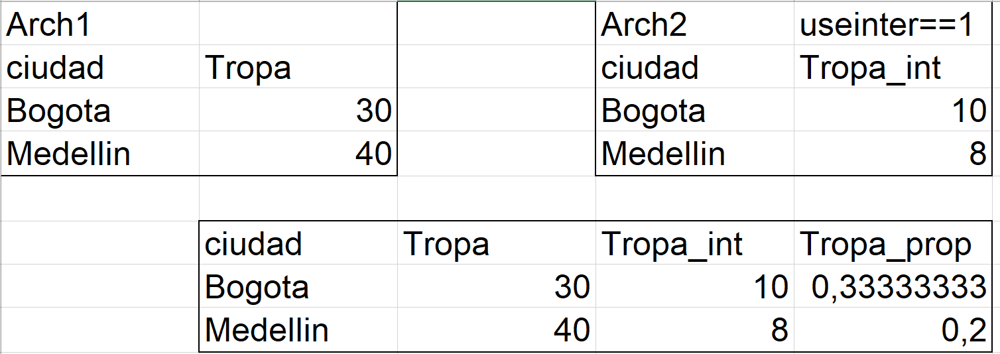 Arch1 Arch2 useinter==1
ciudad Tropa ciudad Tropa_int
Bogota 30 Bogota 10
Medellin 40 Medellin 8
ciudad Tropa Tropa_int Tropa_prop
Bogota 30 10 0,33333333
Medellin 40 8 0,2